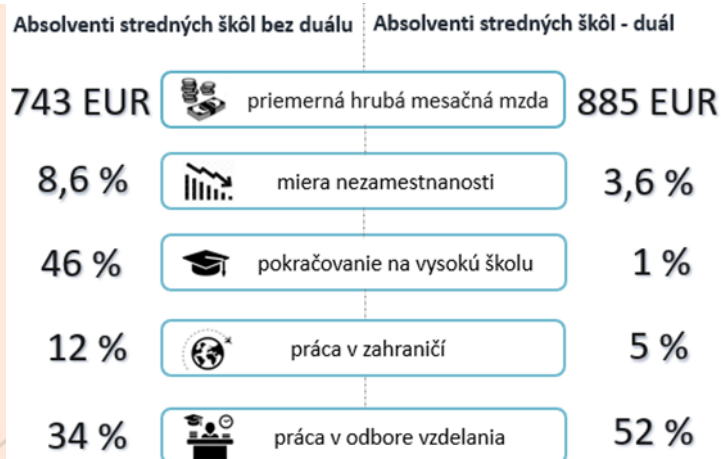 Absolventi stredných škôl bez duálu
Absolventi stredných škôl - duál
743 EUR
priemerná hrubá mesačná mzda
885 EUR
8,6 %
miera nezamestnanosti
3,6 %
46 %
pokračovanie na vysokú školu
1 %
12 %
práca v zahraničí
5 %
34 %
práca v odbore vzdelania
52 %